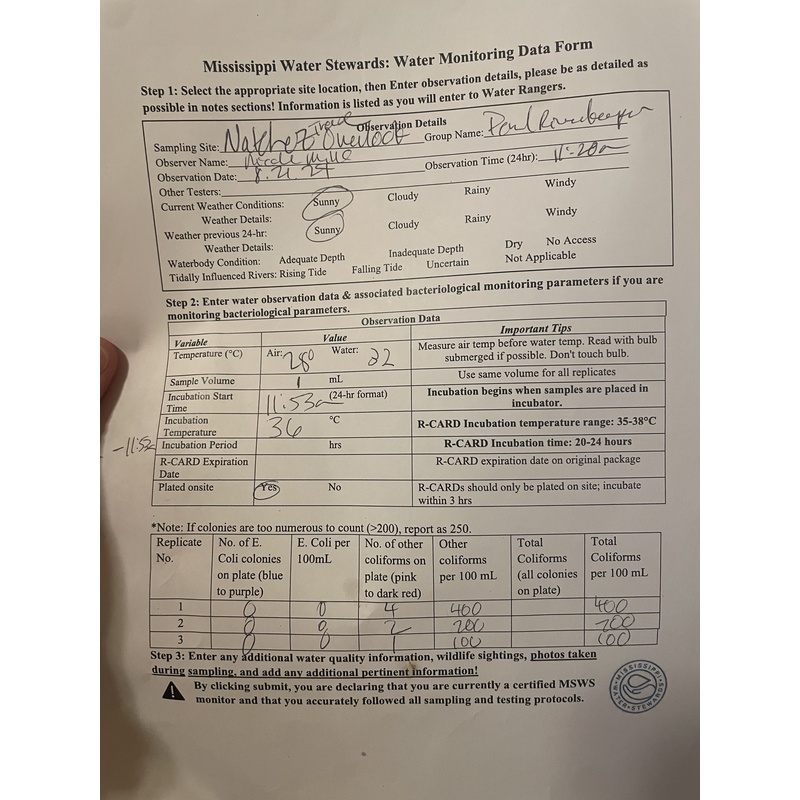 Mississippi Water Stewards: Water Monitoring Data Form
Step 1: Select the appropriate site location, then Enter observation details, please be as detailed as
possible in notes sections! Information is listed as you will enter to Water Rangers.
Observation Details
Sampling Site: Natchez Trace Overlook Group Name: Pearl Riverkeeper
Observer Name: Nicole
Observation Date: 8.21.24 Observation Time (24hr): 11:20a
Other Testers:
Current Weather Conditions: Sunny Cloudy Rainy Windy
Weather Details:
Weather previous 24-hr: Sunny Cloudy Rainy Windy
Weather Details:
Waterbody Condition: Adequate Depth Inadequate Depth Dry No Access
Tidally Influenced Rivers: Rising Tide Falling Tide Uncertain Not Applicable
Step 2: Enter water observation data & associated bacteriological monitoring parameters if you are
monitoring bacteriological parameters.
Observation Data
Variable Value Important Tips
Temperature (°C) Air: 28° Water: 22 Measure air temp before water temp. Read with bulb
submerged if possible. Don't touch bulb.
Sample Volume 1 mL Use same volume for all replicates
Incubation Start Time 11:53a (24-hr format) Incubation begins when samples are placed in
incubator.
Incubation Temperature 36 °C R-CARD Incubation temperature range: 35-38°C
-11:52 Incubation Period hrs R-CARD Incubation time: 20-24 hours
R-CARD Expiration Date R-CARD expiration date on original package
Plated onsite Yes No R-CARDs should only be plated on site; incubate
within 3 hrs
*Note: If colonies are too numerous to count (>200), report as 250.
Replicate No. No. of E. Coli colonies on plate (blue to purple) E. Coli per 100mL No. of other coliforms on plate (pink to dark red) Other coliforms per 100 mL Total Coliforms (all colonies on plate) Total Coliforms per 100 mL
1 0 0 4 400 400
2 0 0 2 200 200
3 0 0 1 100 100
Step 3: Enter any additional water quality information, wildlife sightings, photos taken
during sampling, and add any additional pertinent information!
By clicking submit, you are declaring that you are currently a certified MSWS
monitor and that you accurately followed all sampling and testing protocols.
MISSISSIPPI WATER STEWARDS